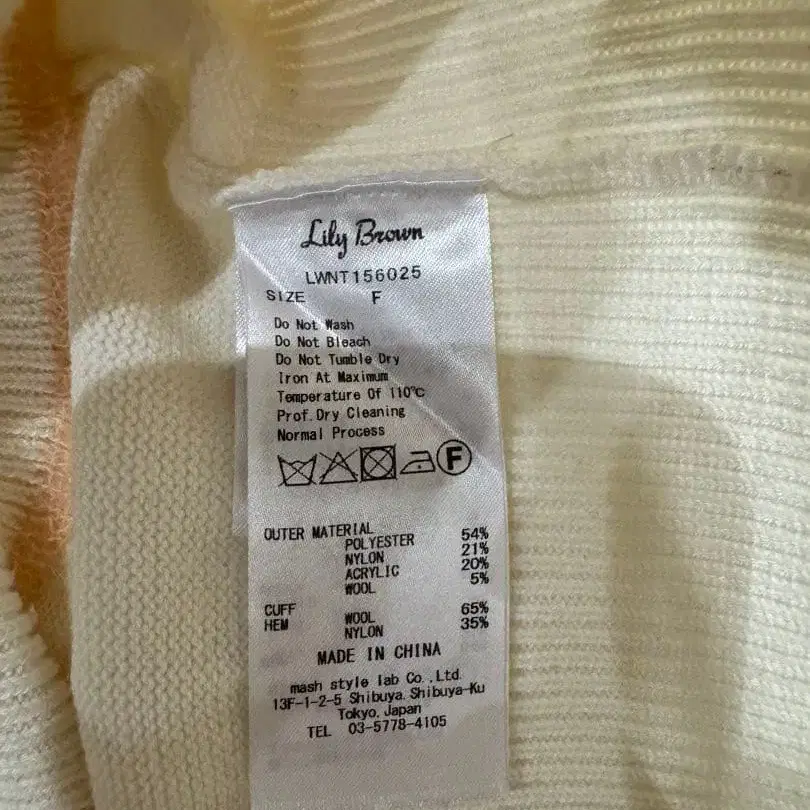 Lily Brown
LWNT156025
SIZE F
Do Not Wash
Do Not Bleach
Do Not Tumble Dry
Iron At Maximum
Temperature Of 110℃
Prof.Dry Cleaning
Normal Process
F
OUTER MATERIAL
POLYESTER 54%
NYLON 21%
ACRYLIC 20%
WOOL 5%
CUFF
HEM
WOOL 65%
NYLON 35%
MADE IN CHINA
mash style lab Co.,Ltd.
13F-1-2-5 Shibuya.Shibuya-Ku
Tokyo.Japan
TEL 03-5778-4105